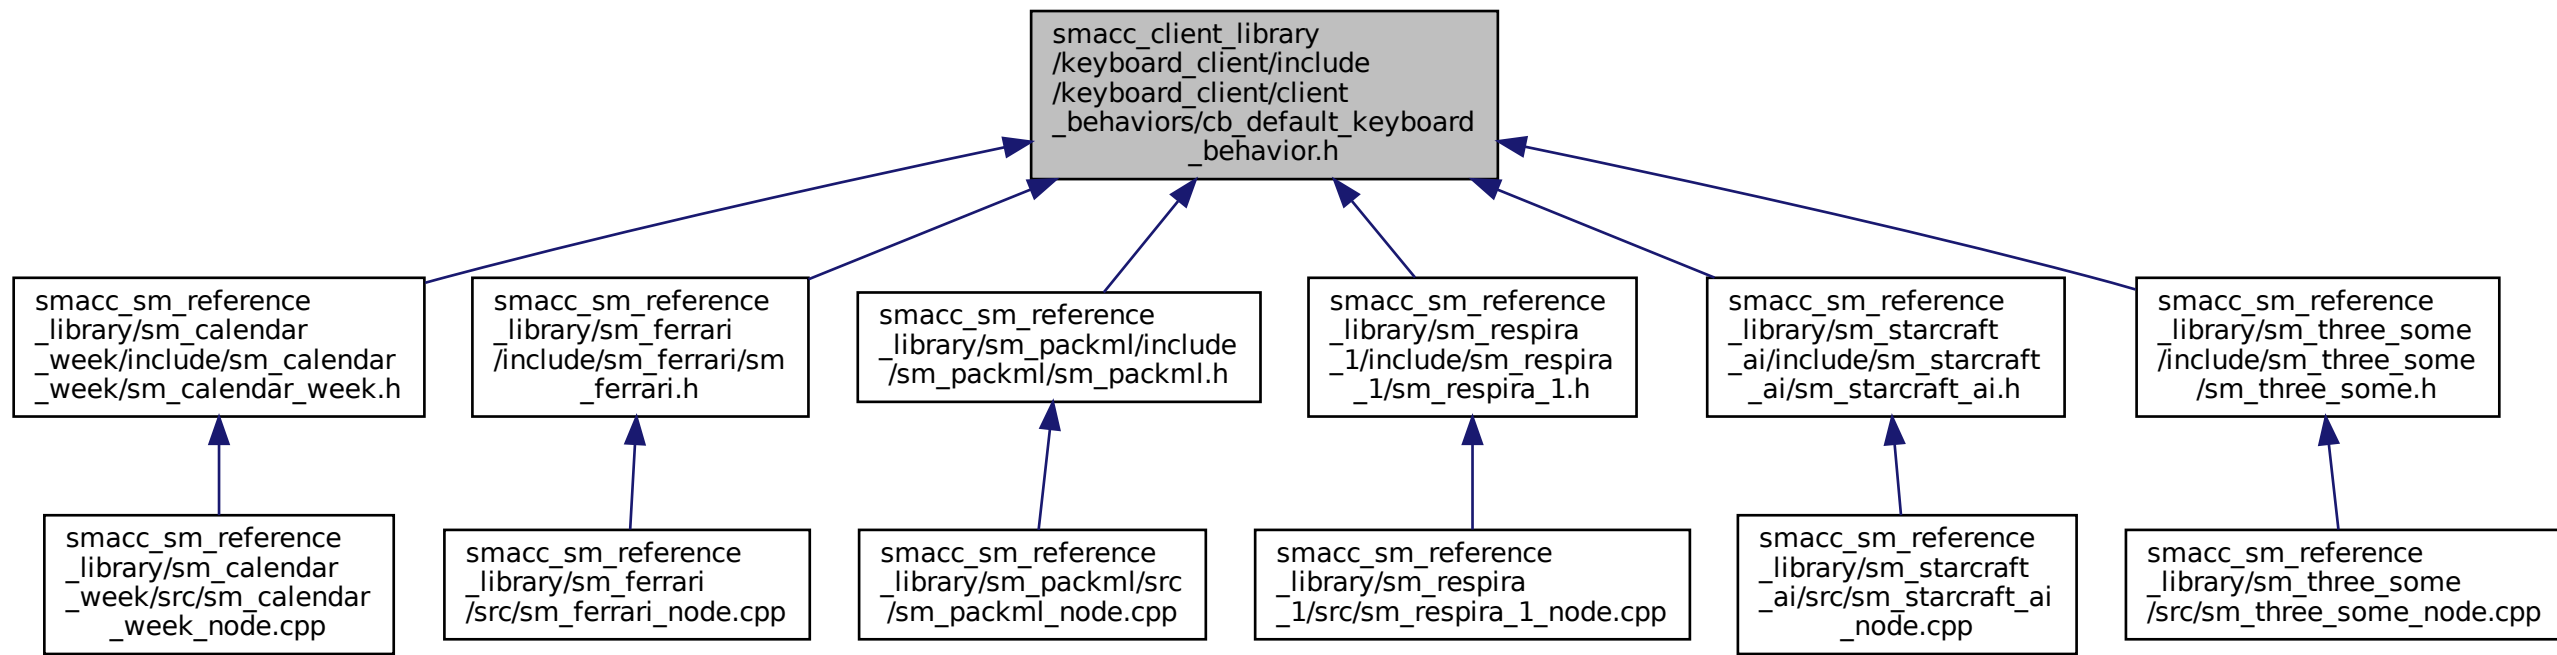 smacc_client_library
/keyboard_client/include
/keyboard_client/client
_behaviors/cb_default_keyboard
_behavior.h
smacc_sm_reference
_library/sm_calendar
_week/include/sm_calendar
_week/sm_calendar_week.h
smacc_sm_reference
_library/sm_ferrari
/include/sm_ferrari/sm
_ferrari.h
smacc_sm_reference
_library/sm_packml/include
/sm_packml/sm_packml.h
smacc_sm_reference
_library/sm_respira
_1/include/sm_respira
_1/sm_respira_1.h
smacc_sm_reference
_library/sm_starcraft
_ai/include/sm_starcraft
_ai/sm_starcraft_ai.h
smacc_sm_reference
_library/sm_three_some
/include/sm_three_some
/sm_three_some.h
smacc_sm_reference
_library/sm_calendar
_week/src/sm_calendar
_week_node.cpp
smacc_sm_reference
_library/sm_ferrari
/src/sm_ferrari_node.cpp
smacc_sm_reference
_library/sm_packml/src
/sm_packml_node.cpp
smacc_sm_reference
_library/sm_respira
_1/src/sm_respira_1_node.cpp
smacc_sm_reference
_library/sm_starcraft
_ai/src/sm_starcraft_ai
_node.cpp
smacc_sm_reference
_library/sm_three_some
/src/sm_three_some_node.cpp